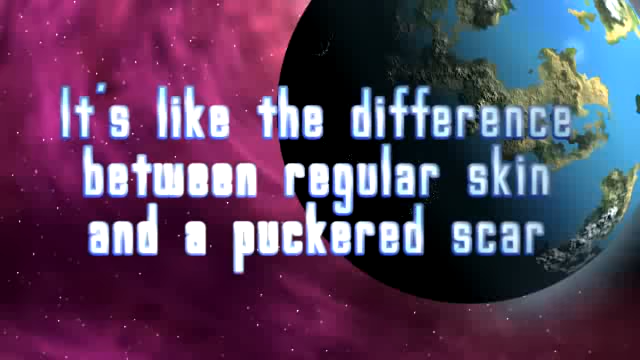 It's like the difference
between regular skin
and a puckered scar